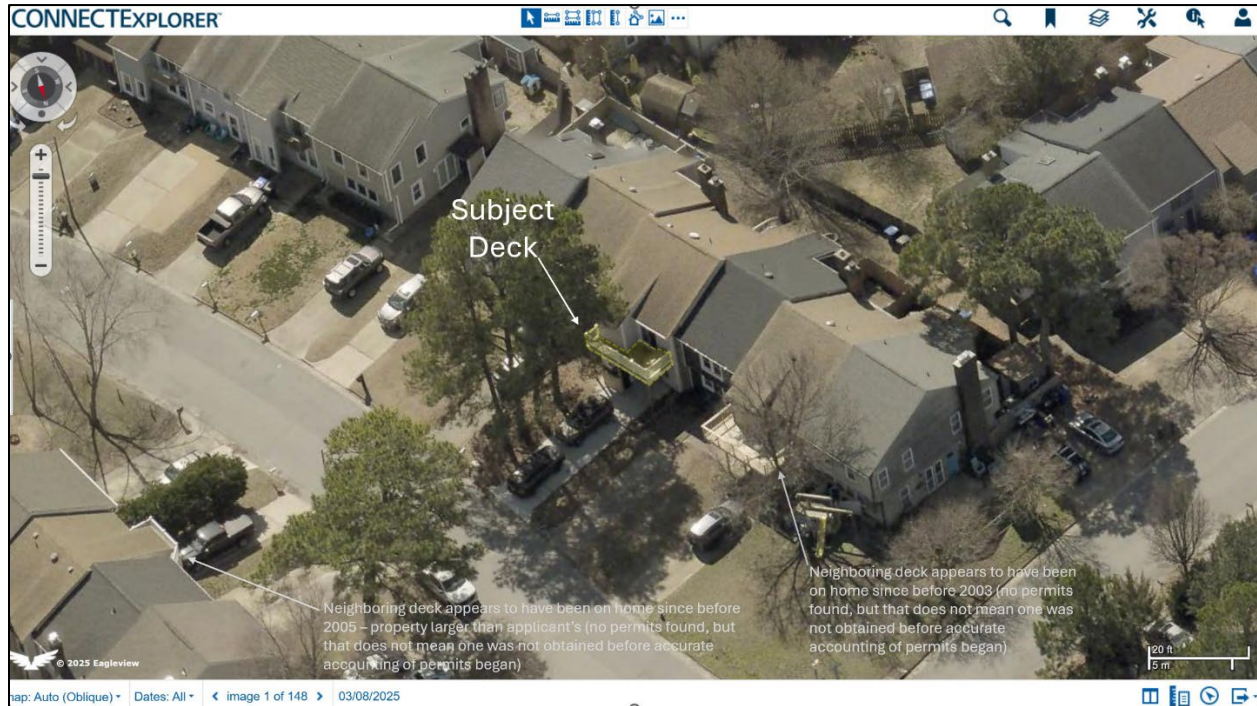 CONNECTEXPLORER™
Subject
Deck
Neighboring deck appears to have been on home since before
2005 – property larger than applicant's (no permits found, but
that does not mean one was not obtained before accurate
accounting of permits began)
Neighboring deck appears to have been
on home since before 2003 (no permits
found, but that does not mean one was
not obtained before accurate
accounting of permits began)
20 ft
5 m
© 2025 Eagleview
map: Auto (Oblique)
Dates: All
image 1 of 148
03/08/2025